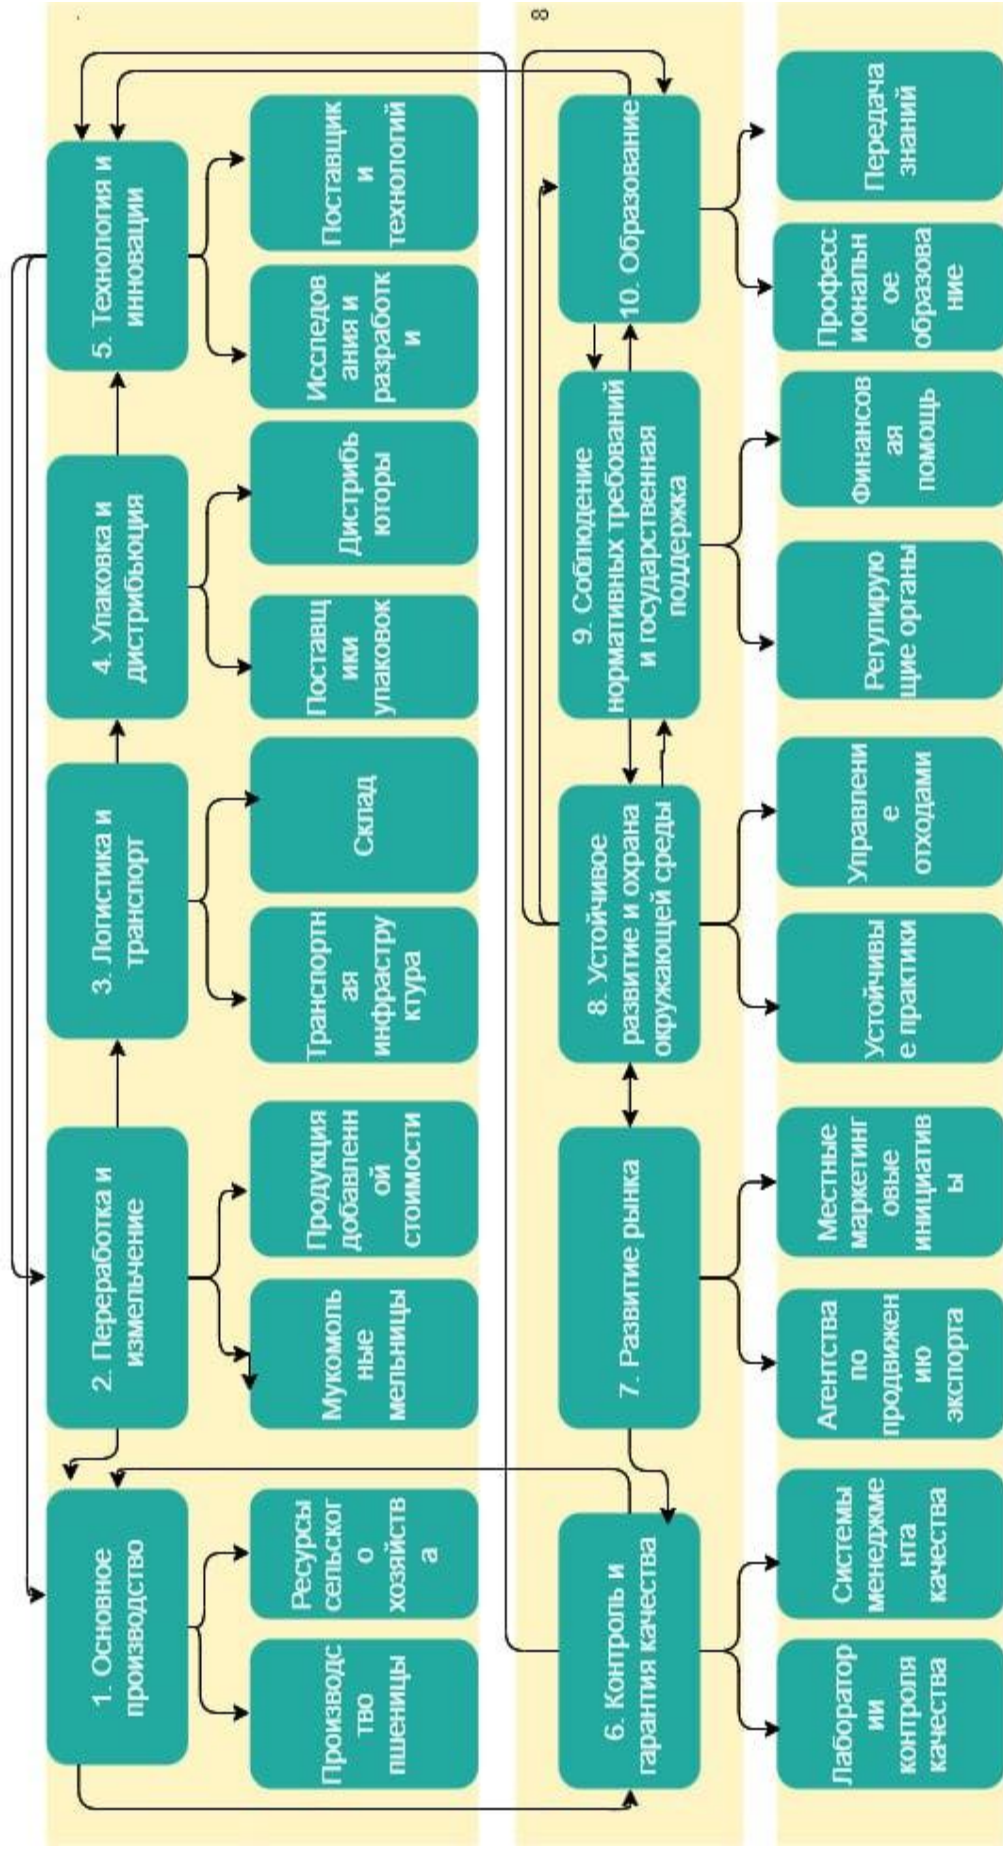 1. Основное
производство
2. Переработка и
измельчение
3. Логистика и
транспорт
4. Упаковка и
дистрибьюция
5. Технология и
инновации
Производс
тво
пшеницы
Ресурсы
сельског
о
хозяйств
а
Мукомоль
ные
мельницы
Продукция
добавленн
ой
стоимости
Транспортн
ая
инфрастру
ктура
Склад
Поставщ
ики
упаковок
Дистрибь
юторы
Исследов
ания и
разработк
и
Поставщик
и
технологий
8
6. Контроль и
гарантия качества
7. Развитие рынка
8. Устойчивое
развитие и охрана
окружающей среды
9. Соблюдение
нормативных требований
и государственная
поддержка
10. Образование
Лаборатор
ии
контроля
качества
Системы
менеджме
нта
качества
Агентства
по
продвижен
ию
экспорта
Местные
маркетинг
овые
инициатив
ы
Устойчивы
е практики
Управлени
е
отходами
Регулирую
щие органы
Финансов
ая
помощь
Професс
иональн
ое
образова
ние
Передача
знаний